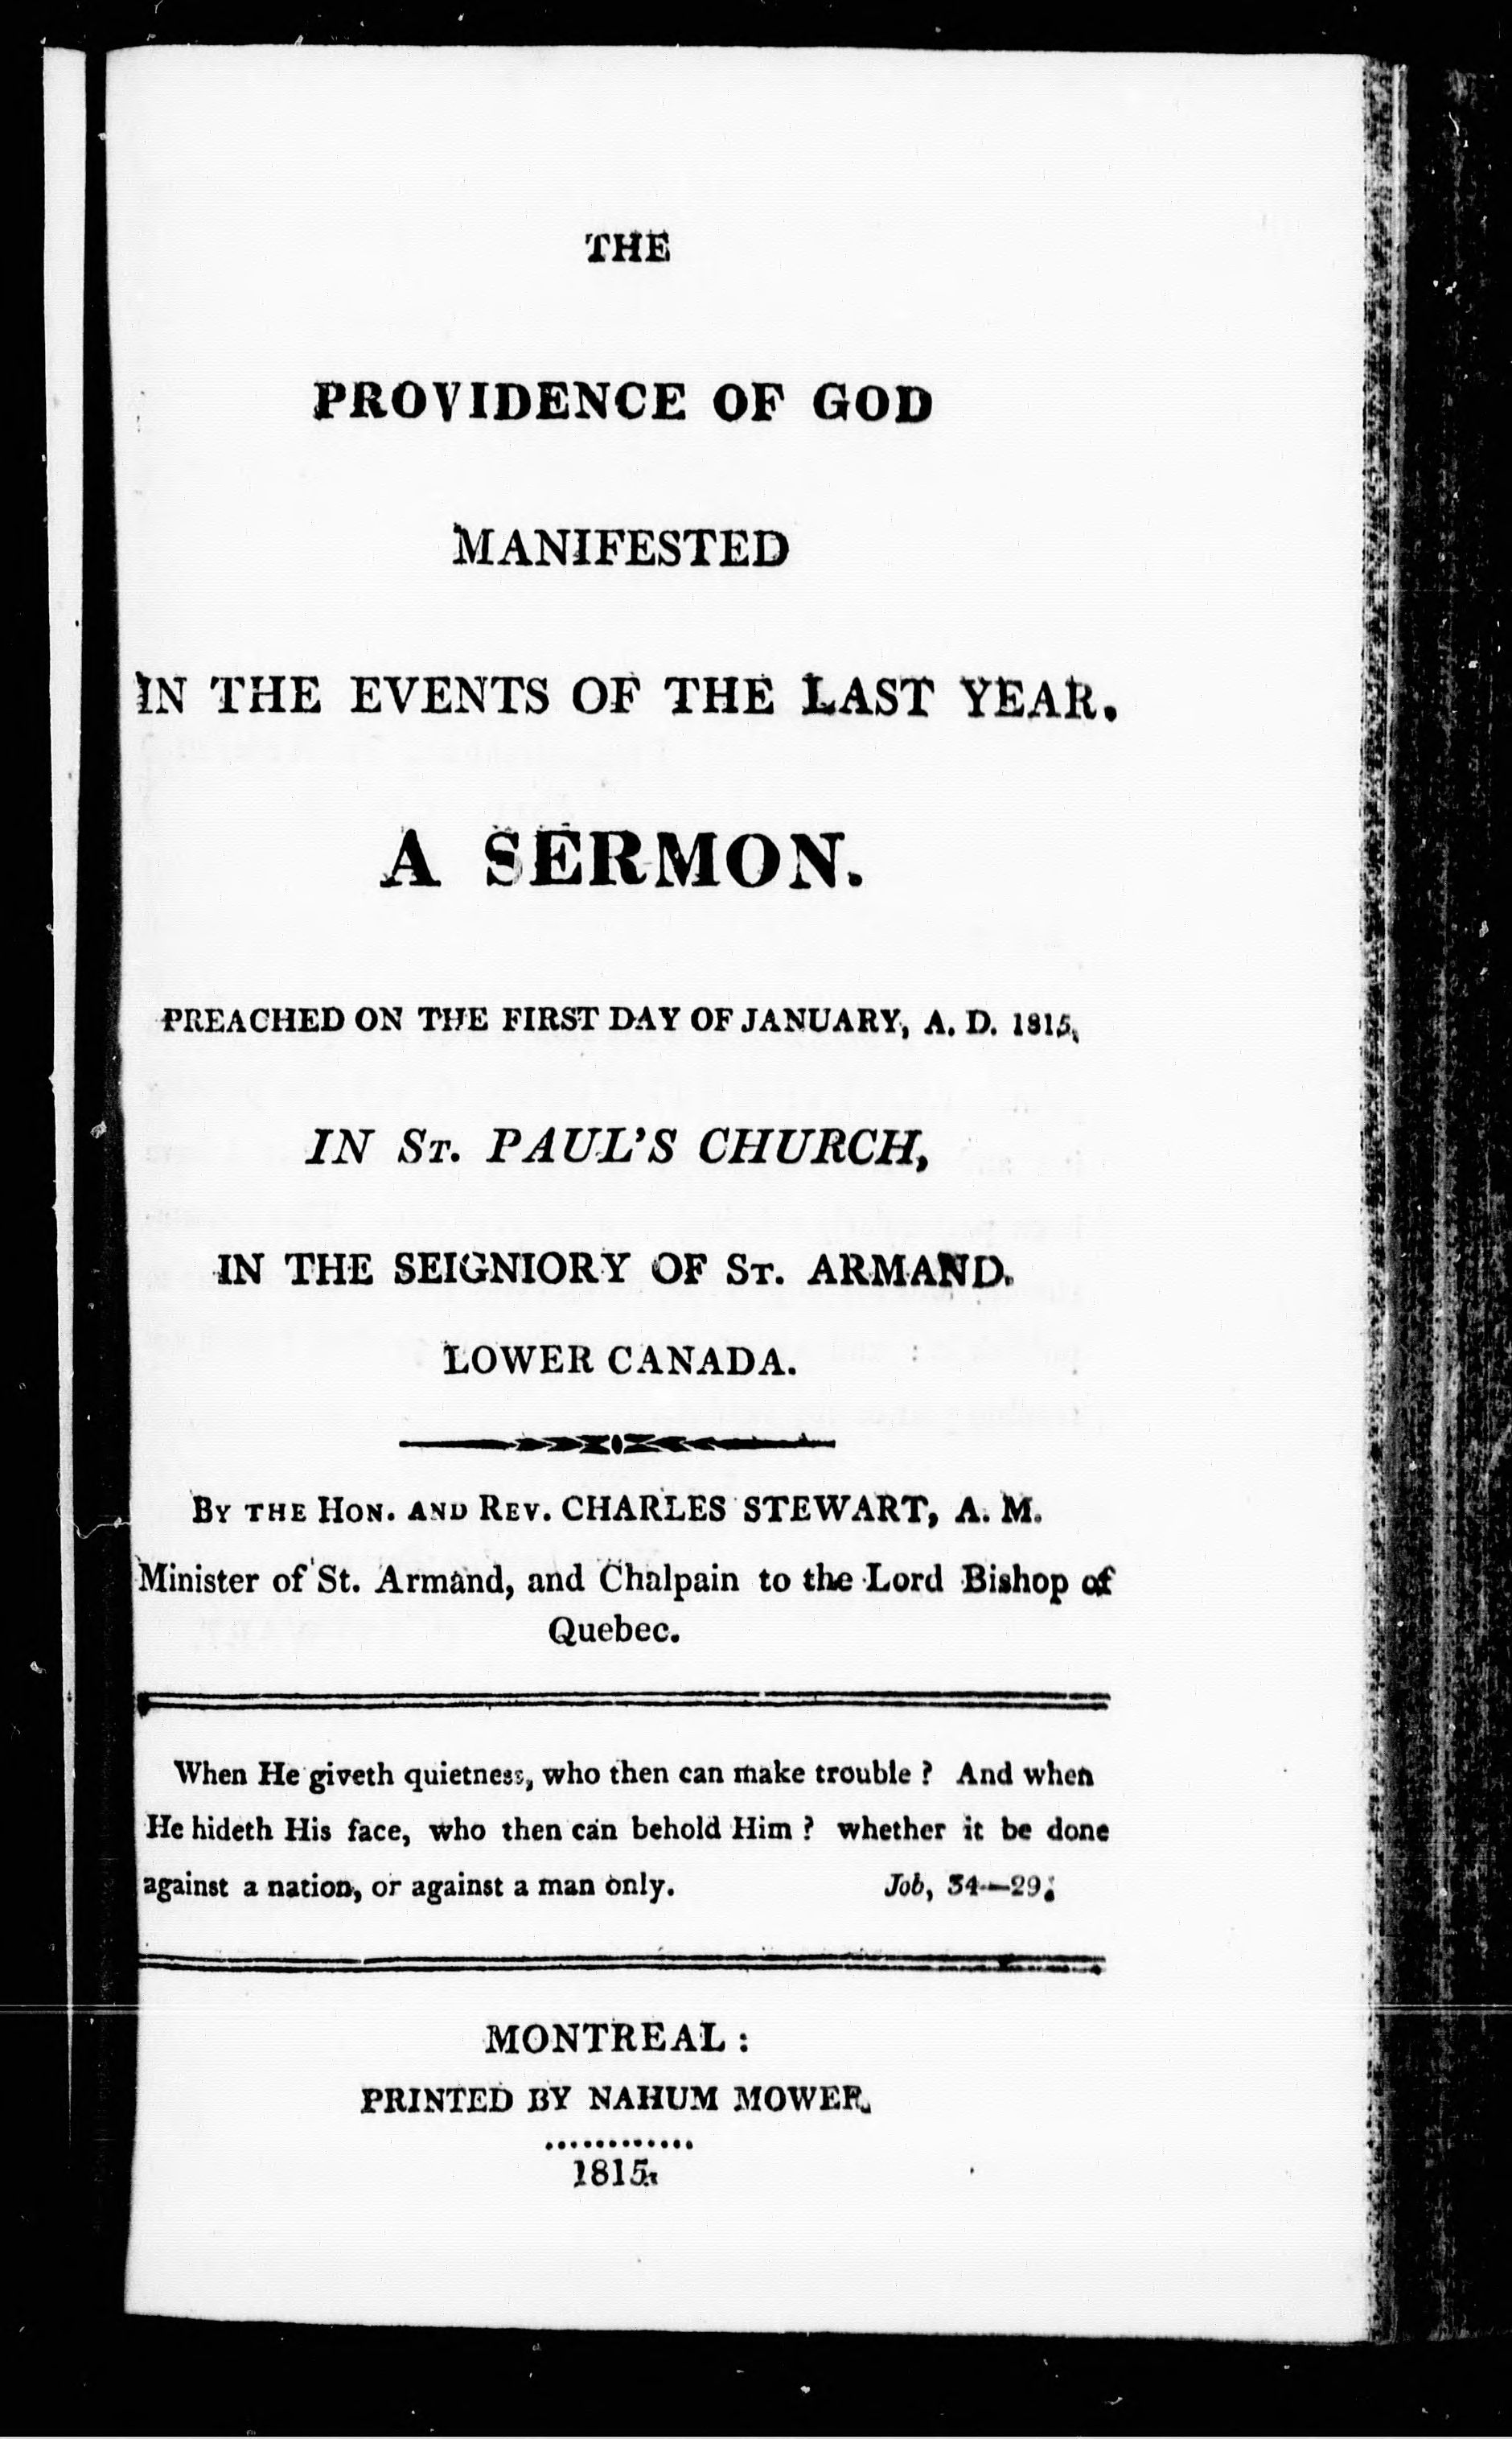 THE
PROVIDENCE OF GOD
MANIFESTED
IN THE EVENTS OF THE LAST YEAR.
A SERMON.
PREACHED ON THE FIRST DAY OF JANUARY, A. D. 1815,
IN ST. PAUL'S CHURCH,
IN THE SEIGNIORY OF ST. ARMAND.
LOWER CANADA.
BY THE HON. AND REV. CHARLES STEWART, A. M.
Minister of St. Armand, and Chalpain to the Lord Bishop of
Quebec.
When He giveth quietness, who then can make trouble ? And when
He hideth His face, who then can behold Him ? whether it be done
against a nation, or against a man only. Job, 34—29.
MONTREAL :
PRINTED BY NAHUM MOWER.
............
1815.